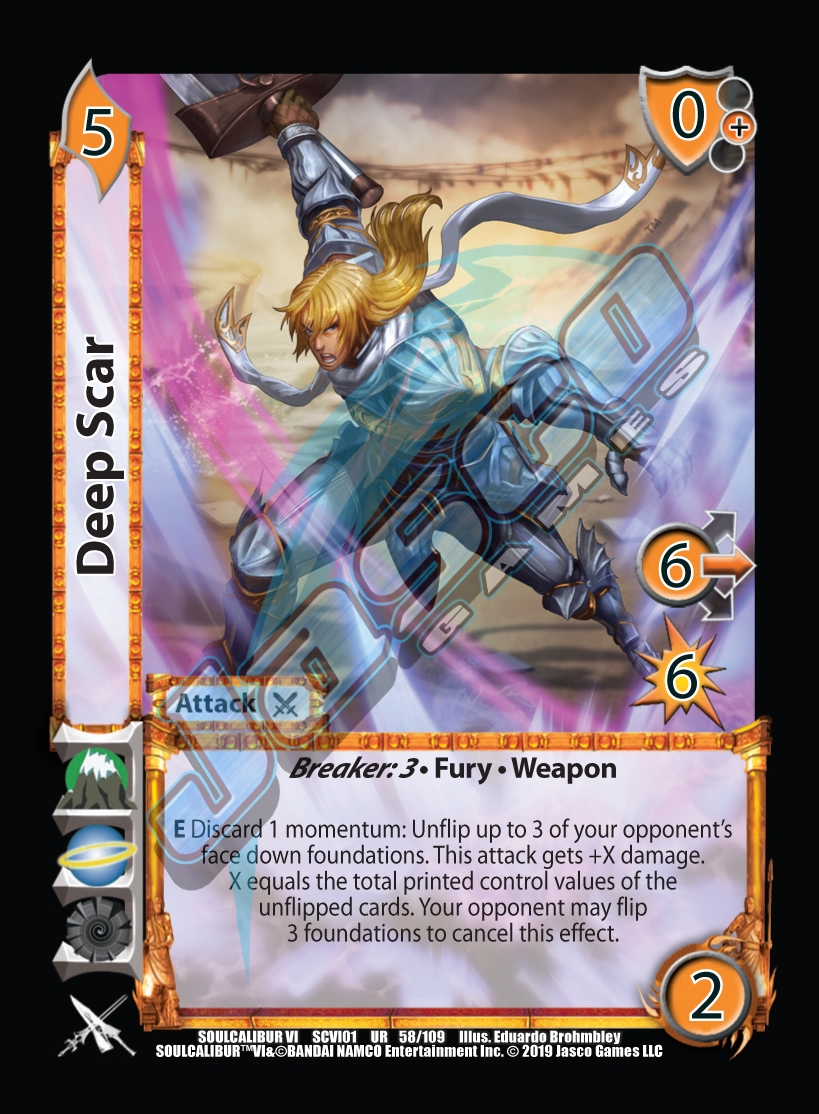 5
0
+
™
Deep Scar
JASCO
GAMES
6
6
Attack
Breaker: 3 • Fury • Weapon
E Discard 1 momentum: Unflip up to 3 of your opponent's
face down foundations. This attack gets +X damage.
X equals the total printed control values of the
unflipped cards. Your opponent may flip
3 foundations to cancel this effect.
2
SOULCALIBUR VI SCVI01 UR 58/109 Illus. Eduardo Brohmbley
SOULCALIBUR™VI&©BANDAI NAMCO Entertainment Inc. © 2019 Jasco Games LLC